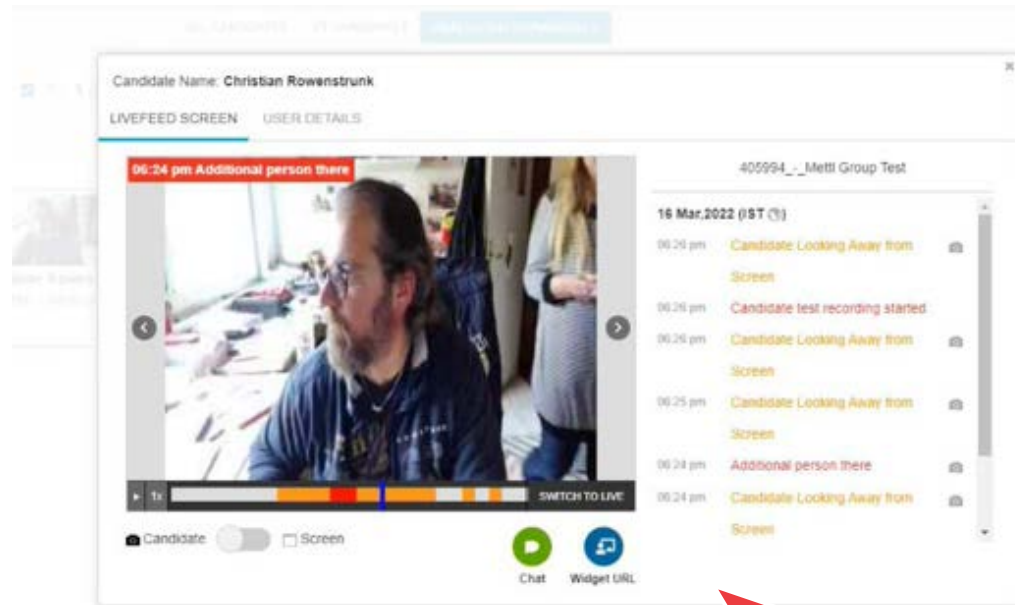 ×
Candidate Name: Christian Rowenstrunk
LIVEFEED SCREEN USER DETAILS
06:24 pm Additional person there
405994_-_Mettl Group Test
16 Mar,2022 (IST)
06:26 pm Candidate Looking Away from
Screen
06:26 pm Candidate test recording started
06:26 pm Candidate Looking Away from
Screen
06:25 pm Candidate Looking Away from
Screen
06:24 pm Additional person there
06:24 pm Candidate Looking Away from
Screen
1x SWITCH TO LIVE
Candidate Screen
Chat Widget URL